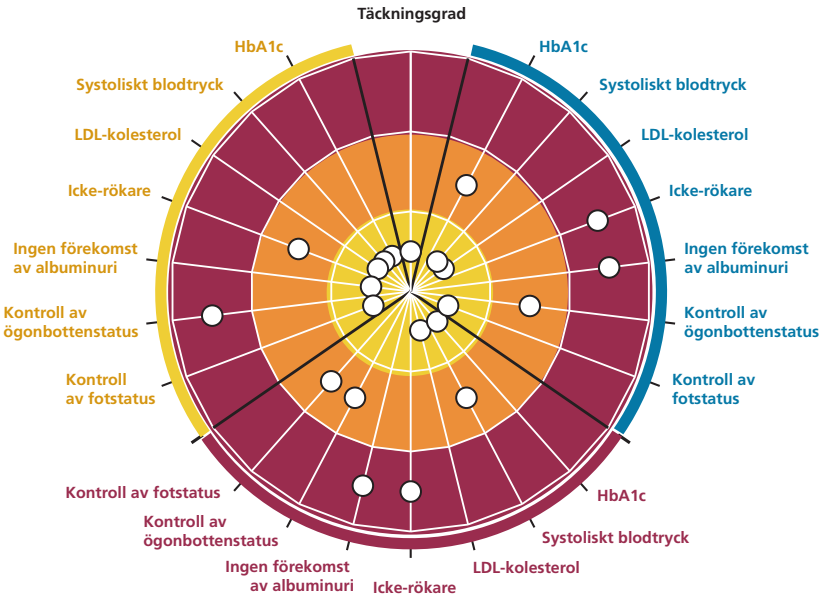 Täckningsgrad
HbA1c
Systoliskt blodtryck
LDL-kolesterol
Icke-rökare
Ingen förekomst
av albuminuri
Kontroll av
ögonbottenstatus
Kontroll
av fotstatus
HbA1c
Systoliskt blodtryck
LDL-kolesterol
Icke-rökare
Ingen förekomst
av albuminuri
Kontroll av
ögonbottenstatus
Kontroll av
fotstatus
HbA1c
Systoliskt blodtryck
LDL-kolesterol
Icke-rökare
Ingen förekomst
av albuminuri
Kontroll av
ögonbottenstatus
Kontroll av fotstatus